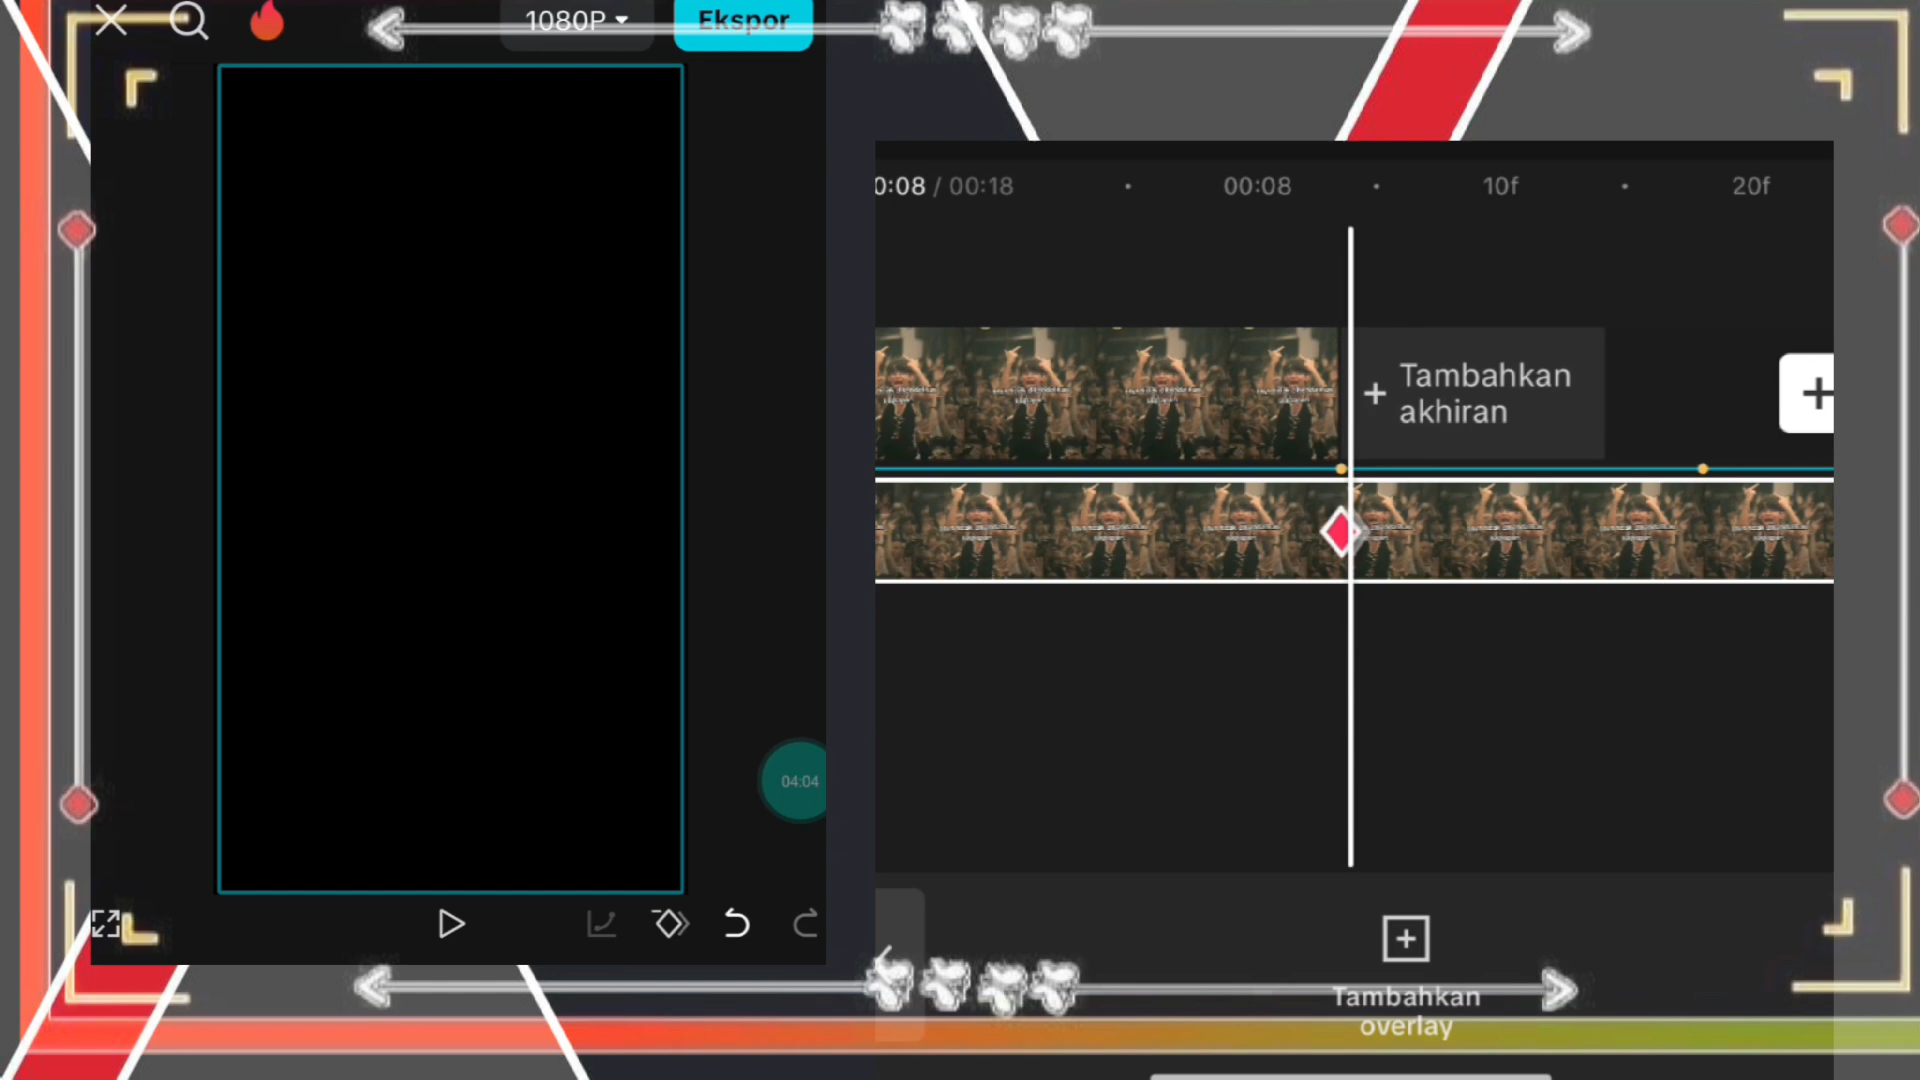 1080P
Ekspor
0:08 / 00:18
00:08
10f
20f
+ Tambahkan
akhiran
+
04:04
Tambahkan
overlay